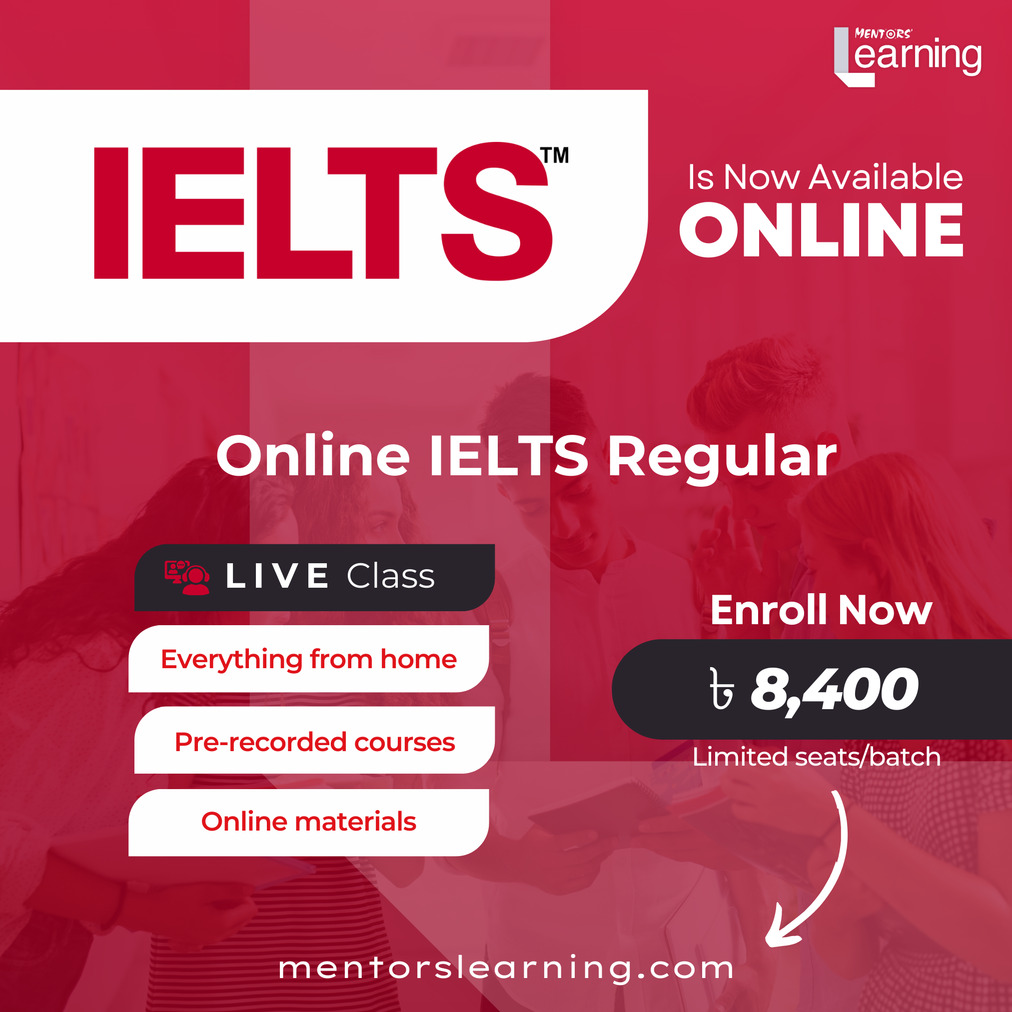 MENTORS'
Learning
IELTS™
Is Now Available
ONLINE
Online IELTS Regular
LIVE Class
Everything from home
Pre-recorded courses
Online materials
Enroll Now
৳ 8,400
Limited seats/batch
mentorslearning.com